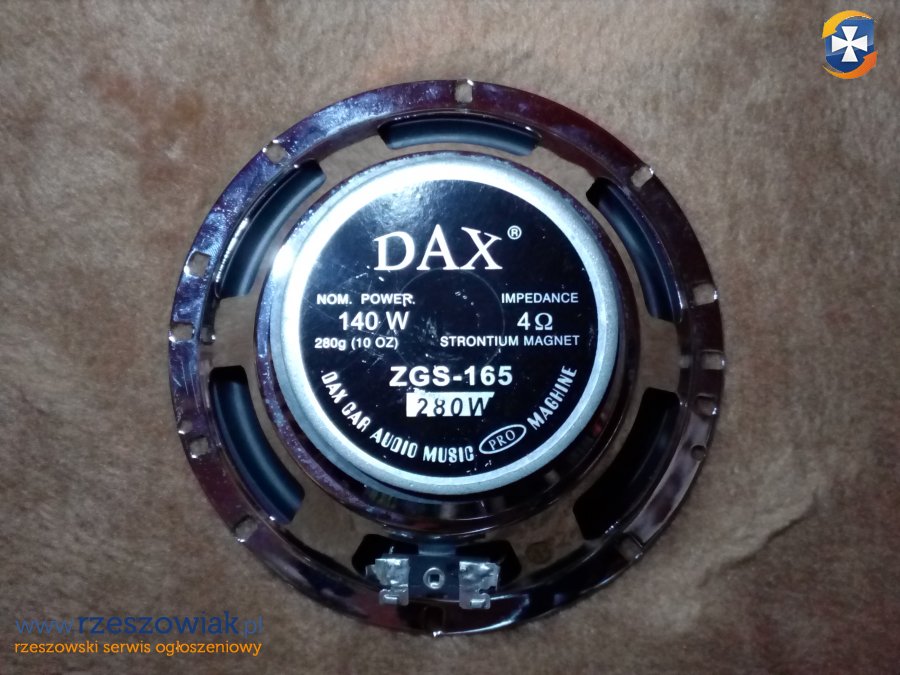 DAX®
NOM. POWER. IMPEDANCE
140 W 4Ω
280g (10 OZ) STRONTIUM MAGNET
ZGS-165
280W
DAX CAR AUDIO MUSIC PRO MACHINE
www.rzeszowiak.pl
rzeszowski serwis ogłoszeniowy